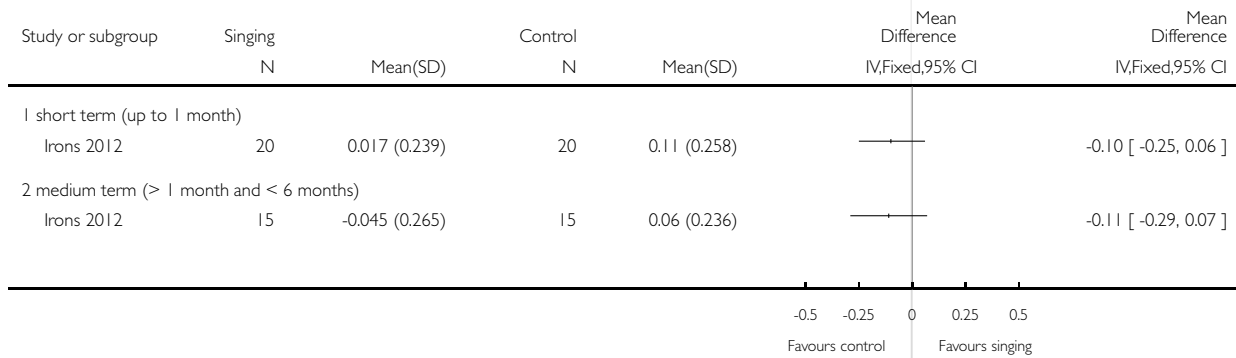 Study or subgroup Singing Control Mean Difference Mean Difference
N Mean(SD) N Mean(SD) IV,Fixed,95% CI IV,Fixed,95% CI
1 short term (up to 1 month)
Irons 2012 20 0.017 (0.239) 20 0.11 (0.258) -0.10 [ -0.25, 0.06 ]
2 medium term (> 1 month and < 6 months)
Irons 2012 15 -0.045 (0.265) 15 0.06 (0.236) -0.11 [ -0.29, 0.07 ]
-0.5 -0.25 0 0.25 0.5
Favours control Favours singing